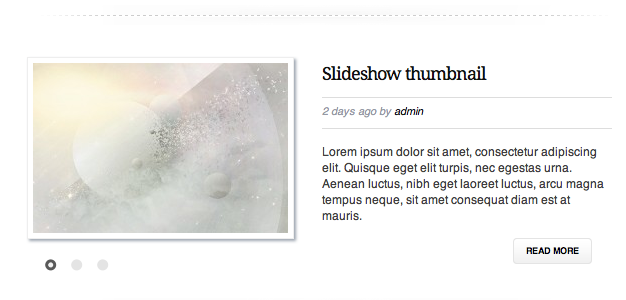 Slideshow thumbnail
2 days ago by admin
Lorem ipsum dolor sit amet, consectetur adipiscing
elit. Quisque eget elit turpis, nec egestas urna.
Aenean luctus, nibh eget laoreet luctus, arcu magna
tempus neque, sit amet consequat diam est at
mauris.
READ MORE